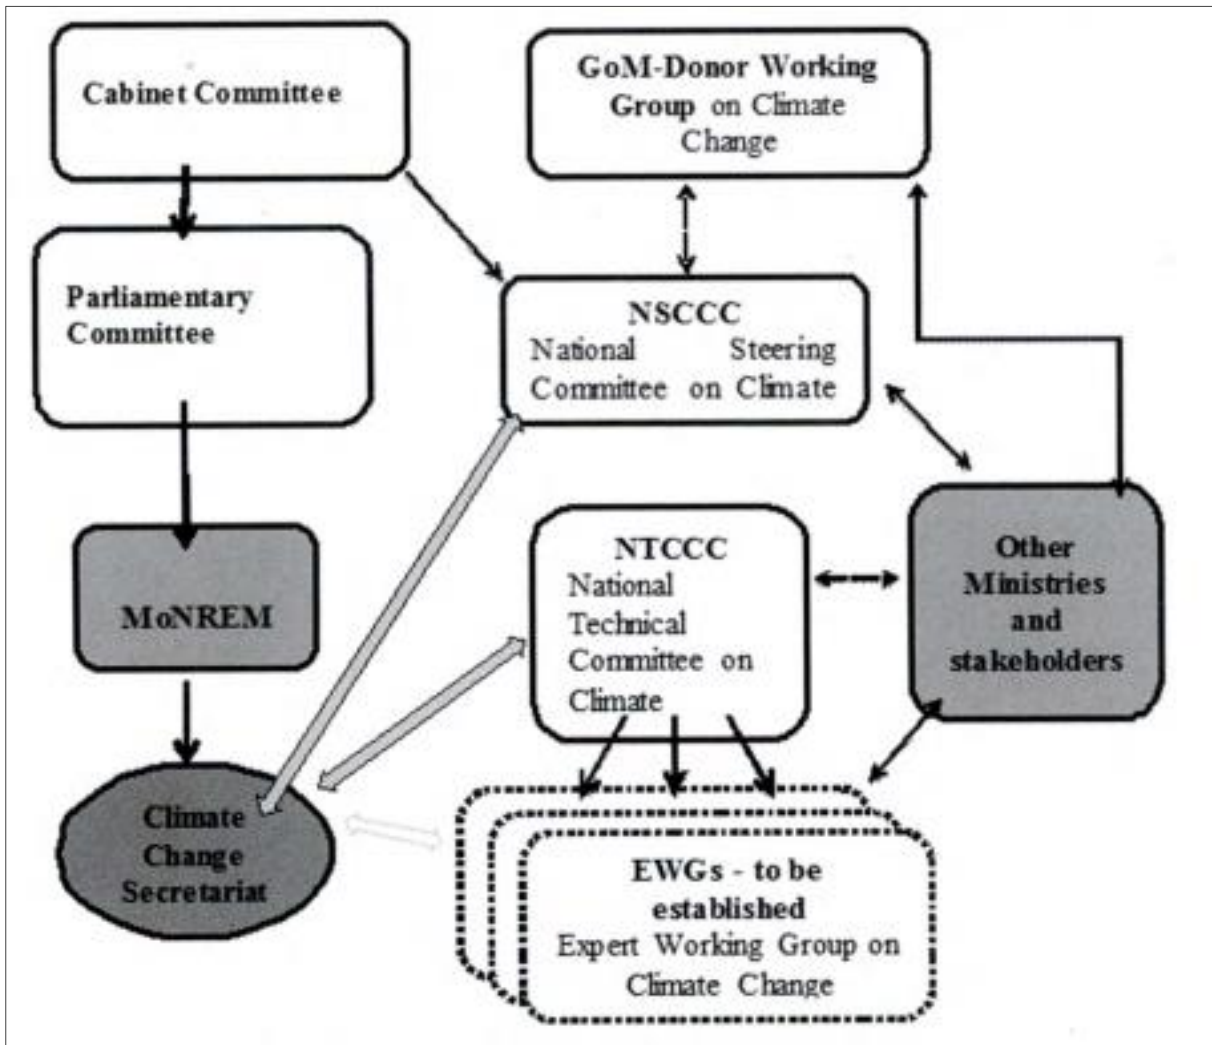 Cabinet Committee
GoM-Donor Working
Group on Climate
Change
Parliamentary
Committee
NSCCC
National Steering
Committee on Climate
MoNREM
NTCCC
National
Technical
Committee on
Climate
Other
Ministries
and
stakeholders
Climate
Change
Secretariat
EWGs - to be
established
Expert Working Group on
Climate Change